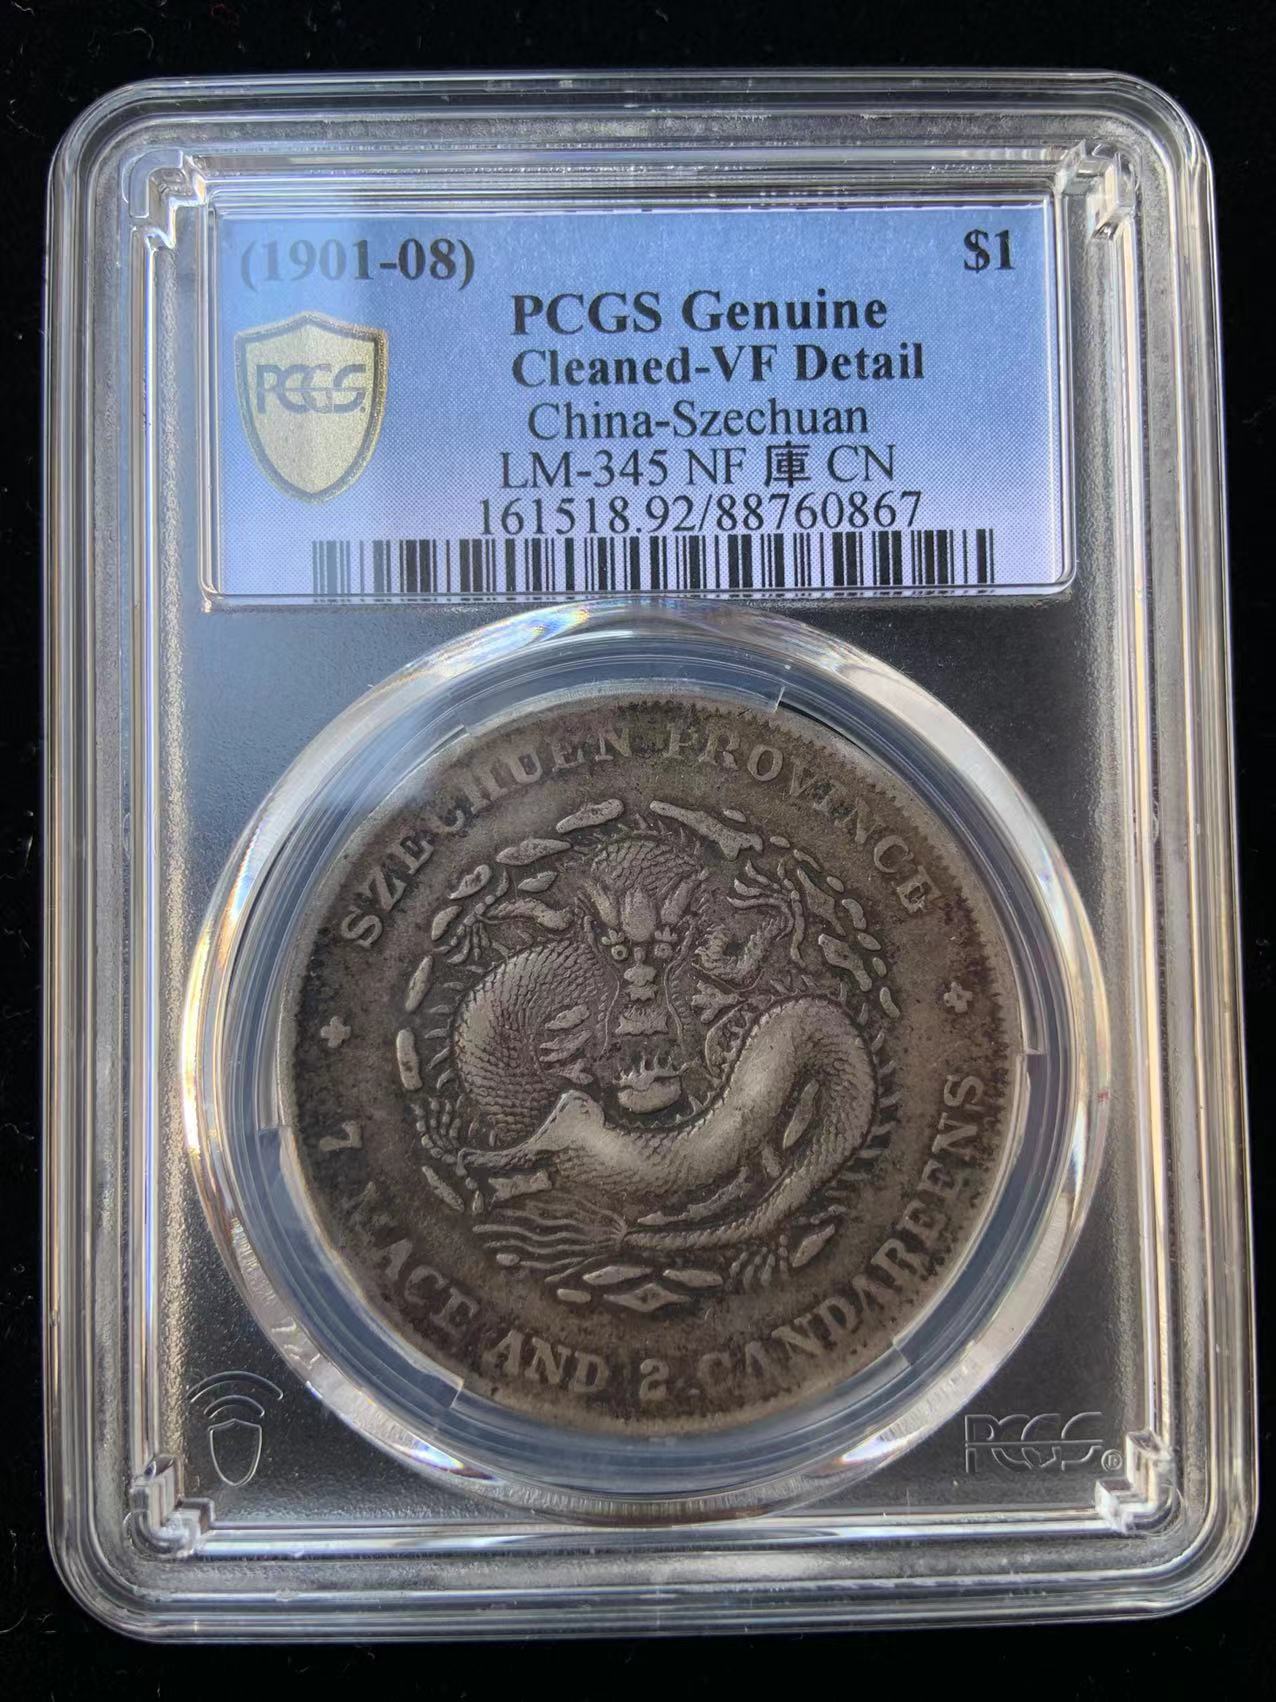 (1901-08) $1
PCGS Genuine
PCGS
Cleaned-VF Detail
China-Szechuan
LM-345 NF 庫 CN
161518.92/88760867
SZECHUEN PROVINCE
7 MACE AND 2 CANDAREENS
PCGS®